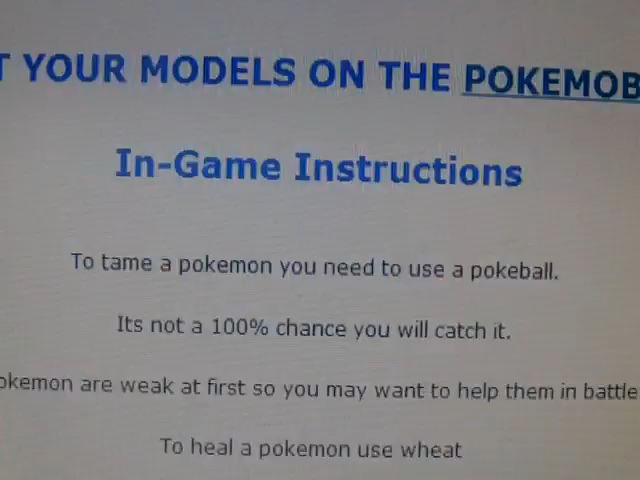 T YOUR MODELS ON THE POKEMOB
In-Game Instructions
To tame a pokemon you need to use a pokeball.
Its not a 100% chance you will catch it.
okemon are weak at first so you may want to help them in battle
To heal a pokemon use wheat